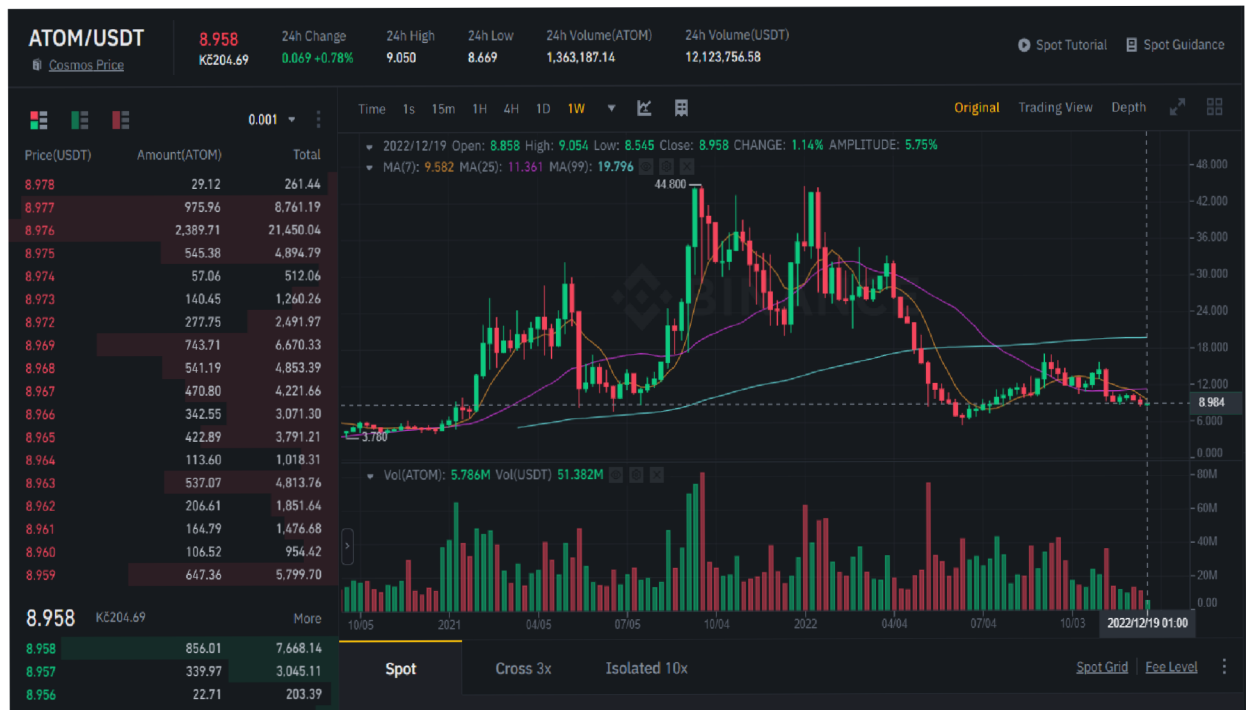 ATOM/USDT
Cosmos Price
8.958
Kč204.69
24h Change
0.069 +0.78%
24h High
9.050
24h Low
8.669
24h Volume(ATOM)
1,363,187.14
24h Volume(USDT)
12,123,756.58
Spot Tutorial
Spot Guidance
0.001
Price(USDT) Amount(ATOM) Total
8.978 29.12 261.44
8.977 975.96 8,761.19
8.976 2,389.71 21,450.04
8.975 545.38 4,894.79
8.974 57.06 512.06
8.973 140.45 1,260.26
8.972 277.75 2,491.97
8.969 743.71 6,670.33
8.968 541.19 4,853.39
8.967 470.80 4,221.66
8.966 342.55 3,071.30
8.965 422.89 3,791.21
8.964 113.60 1,018.31
8.963 537.07 4,813.76
8.962 206.61 1,851.64
8.961 164.79 1,476.68
8.960 106.52 954.42
8.959 647.36 5,799.70
8.958 Kč204.69 More
8.958 856.01 7,668.14
8.957 339.97 3,045.11
8.956 22.71 203.39
Time 1s 15m 1H 4H 1D 1W
Original Trading View Depth
2022/12/19 Open: 8.858 High: 9.054 Low: 8.545 Close: 8.958 CHANGE: 1.14% AMPLITUDE: 5.75%
MA(7): 9.582 MA(25): 11.361 MA(99): 19.796
44.800
3.780
BINANCE
48.000
42.000
36.000
30.000
24.000
18.000
12.000
8.984
6.000
0.000
Vol(ATOM): 5.786M Vol(USDT) 51.382M
80M
60M
40M
20M
0.00
10/05 2021 04/05 07/05 10/04 2022 04/04 07/04 10/03 2022/12/19 01:00
Spot Cross 3x Isolated 10x
Spot Grid Fee Level